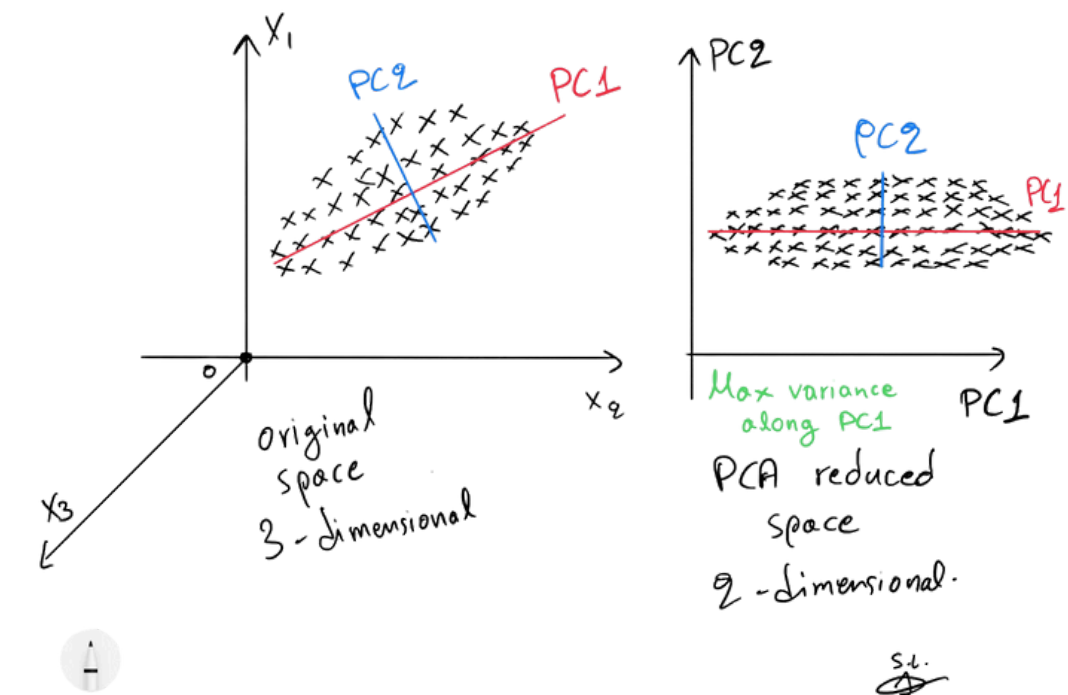 X1
PC2
PC1
0
X2
X3
original
space
3-dimensional
PC2
PC2
PC1
PC1
Max variance
along PC1
PCA reduced
space
2-dimensional.
s.l.